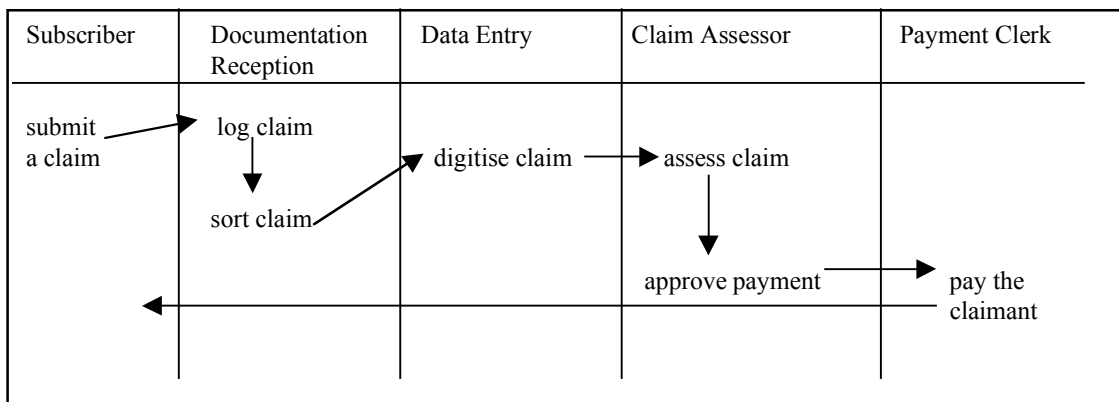 Subscriber
Documentation
Reception
Data Entry
Claim Assessor
Payment Clerk
submit
a claim
log claim
sort claim
digitise claim
assess claim
approve payment
pay the
claimant